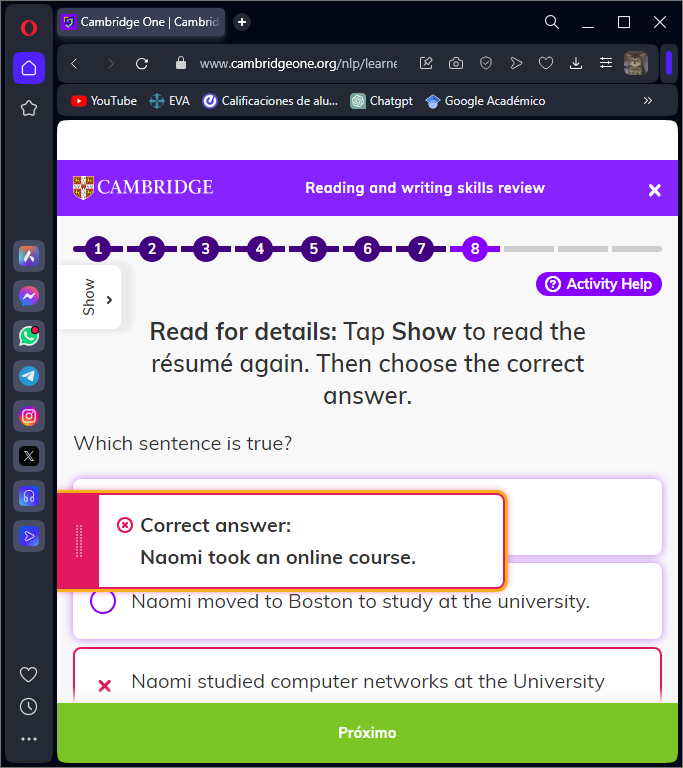 Cambridge One | Cambrid
www.cambridgeone.org/nlp/learne
YouTube
EVA
Calificaciones de alu...
Chatgpt
Google Académico
CAMBRIDGE
Reading and writing skills review
1 2 3 4 5 6 7 8
Show
Activity Help
Read for details: Tap Show to read the
résumé again. Then choose the correct
answer.
Which sentence is true?
Correct answer:
Naomi took an online course.
Naomi moved to Boston to study at the university.
Naomi studied computer networks at the University
Próximo